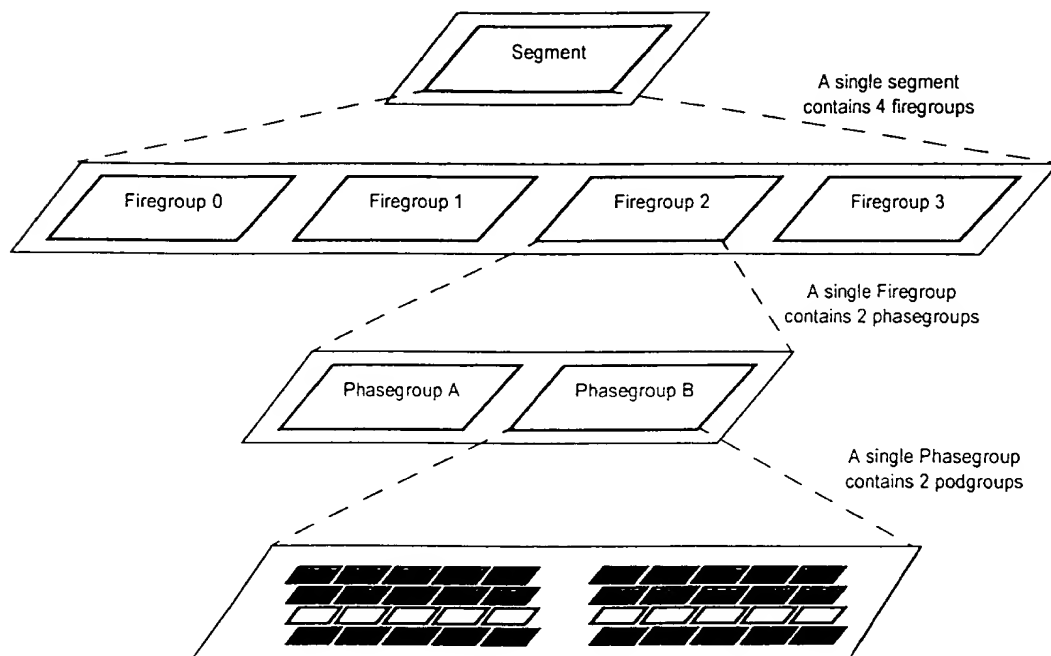 Segment
A single segment
contains 4 firegroups
Firegroup 0
Firegroup 1
Firegroup 2
Firegroup 3
A single Firegroup
contains 2 phasegroups
Phasegroup A
Phasegroup B
A single Phasegroup
contains 2 podgroups